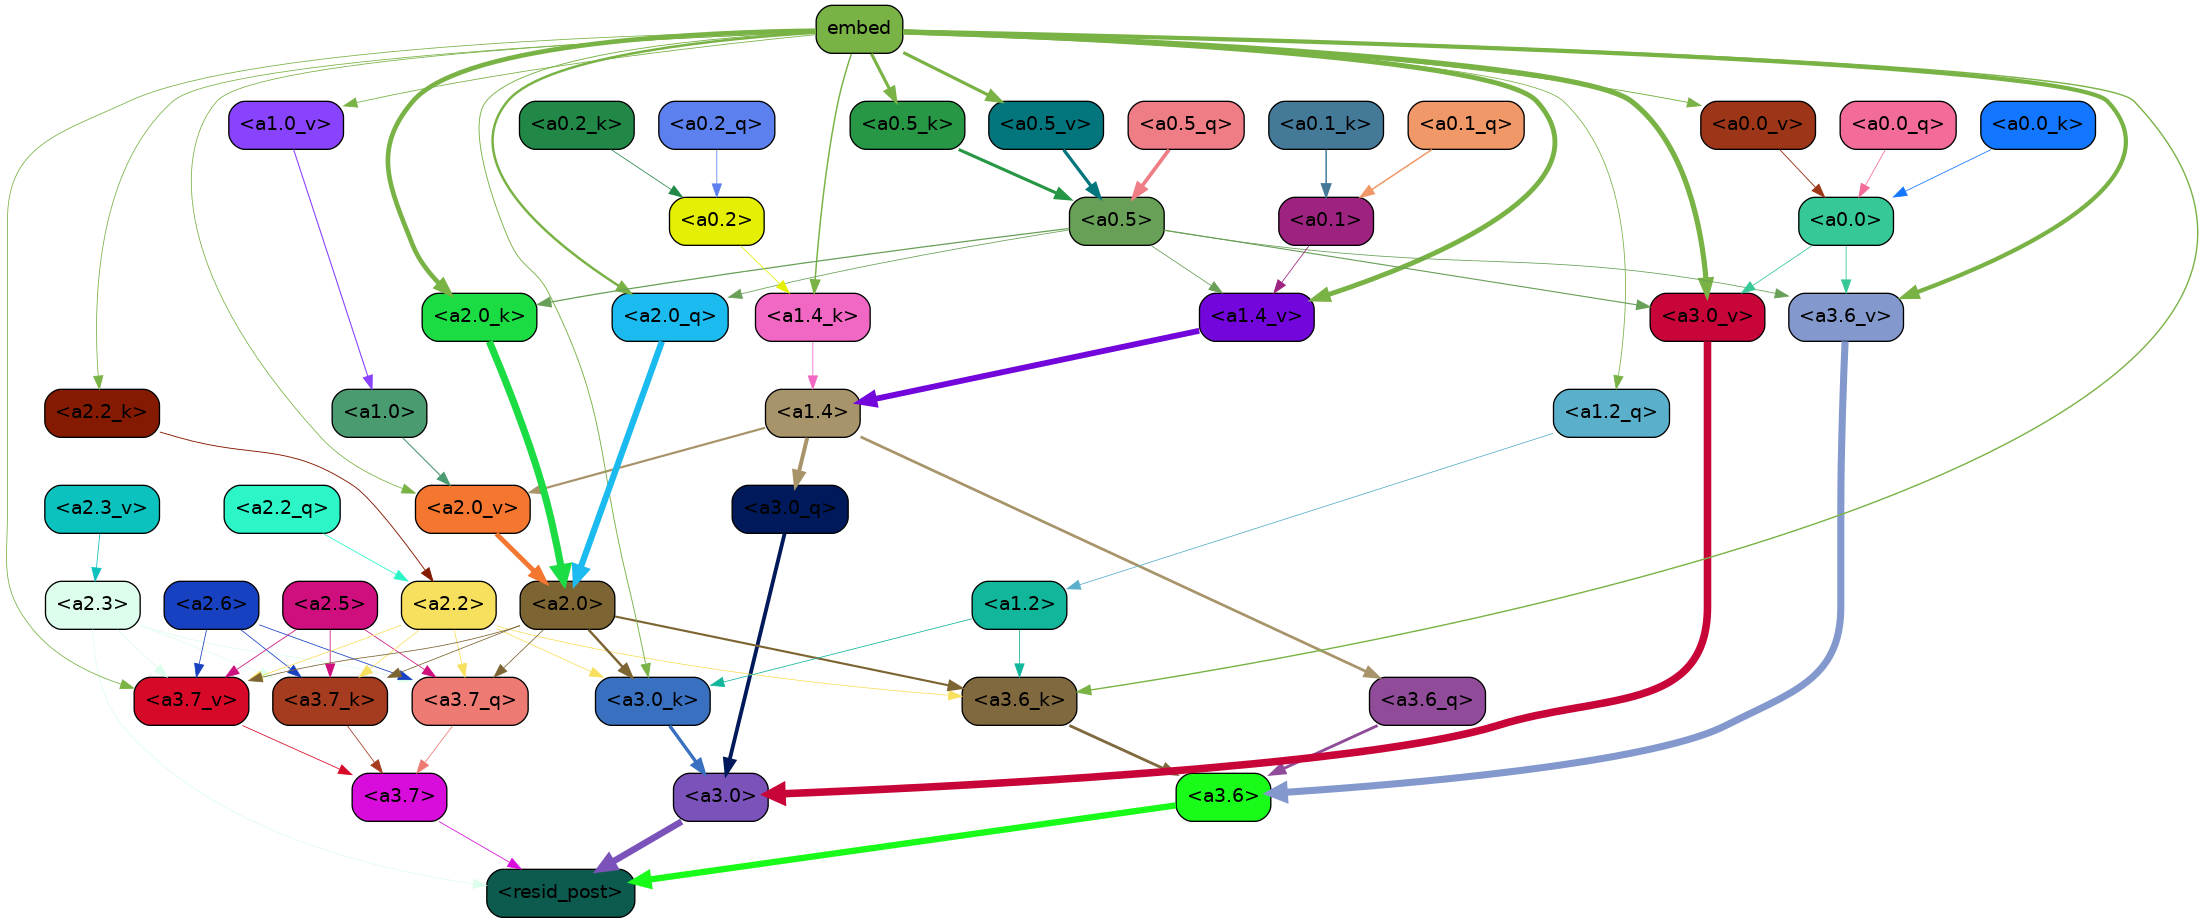 embed
<a1.0_v>
<a0.2_k>
<a0.2_q>
<a0.5_k>
<a0.5_v>
<a0.5_q>
<a0.1_k>
<a0.1_q>
<a0.0_v>
<a0.0_q>
<a0.0_k>
<a0.2>
<a0.5>
<a0.1>
<a0.0>
<a2.0_k>
<a2.0_q>
<a1.4_k>
<a1.4_v>
<a3.0_v>
<a3.6_v>
<a2.2_k>
<a1.0>
<a1.4>
<a1.2_q>
<a2.3_v>
<a2.2_q>
<a2.0_v>
<a3.0_q>
<a2.3>
<a2.6>
<a2.5>
<a2.2>
<a2.0>
<a1.2>
<a3.7_v>
<a3.7_k>
<a3.7_q>
<a3.0_k>
<a3.6_k>
<a3.6_q>
<a3.7>
<a3.0>
<a3.6>
<resid_post>